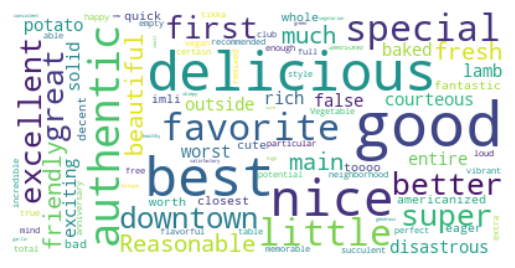 potato
happy
able
quick
empty
tikka
first
whole
much
special
vegan
certain
recommended
club
enough
full
style
baked
fresh
lamb
fantastic
excellent
great
authentic
beautiful
solid
decent
delicious
imli
outside
rich
false
courteous
incredible
friendly
exciting
anniversary
favorite
good
worst
cute
particular
main
toooo
entire
Vegetable
loud
best
nice
better
free
potential
neighborhood
vibrant
true
mind
bad
total
worth
closest
americanized
downtown
little
super
eager
extra
Reasonable
flavorful
table
memorable
succulent
perfect
disastrous